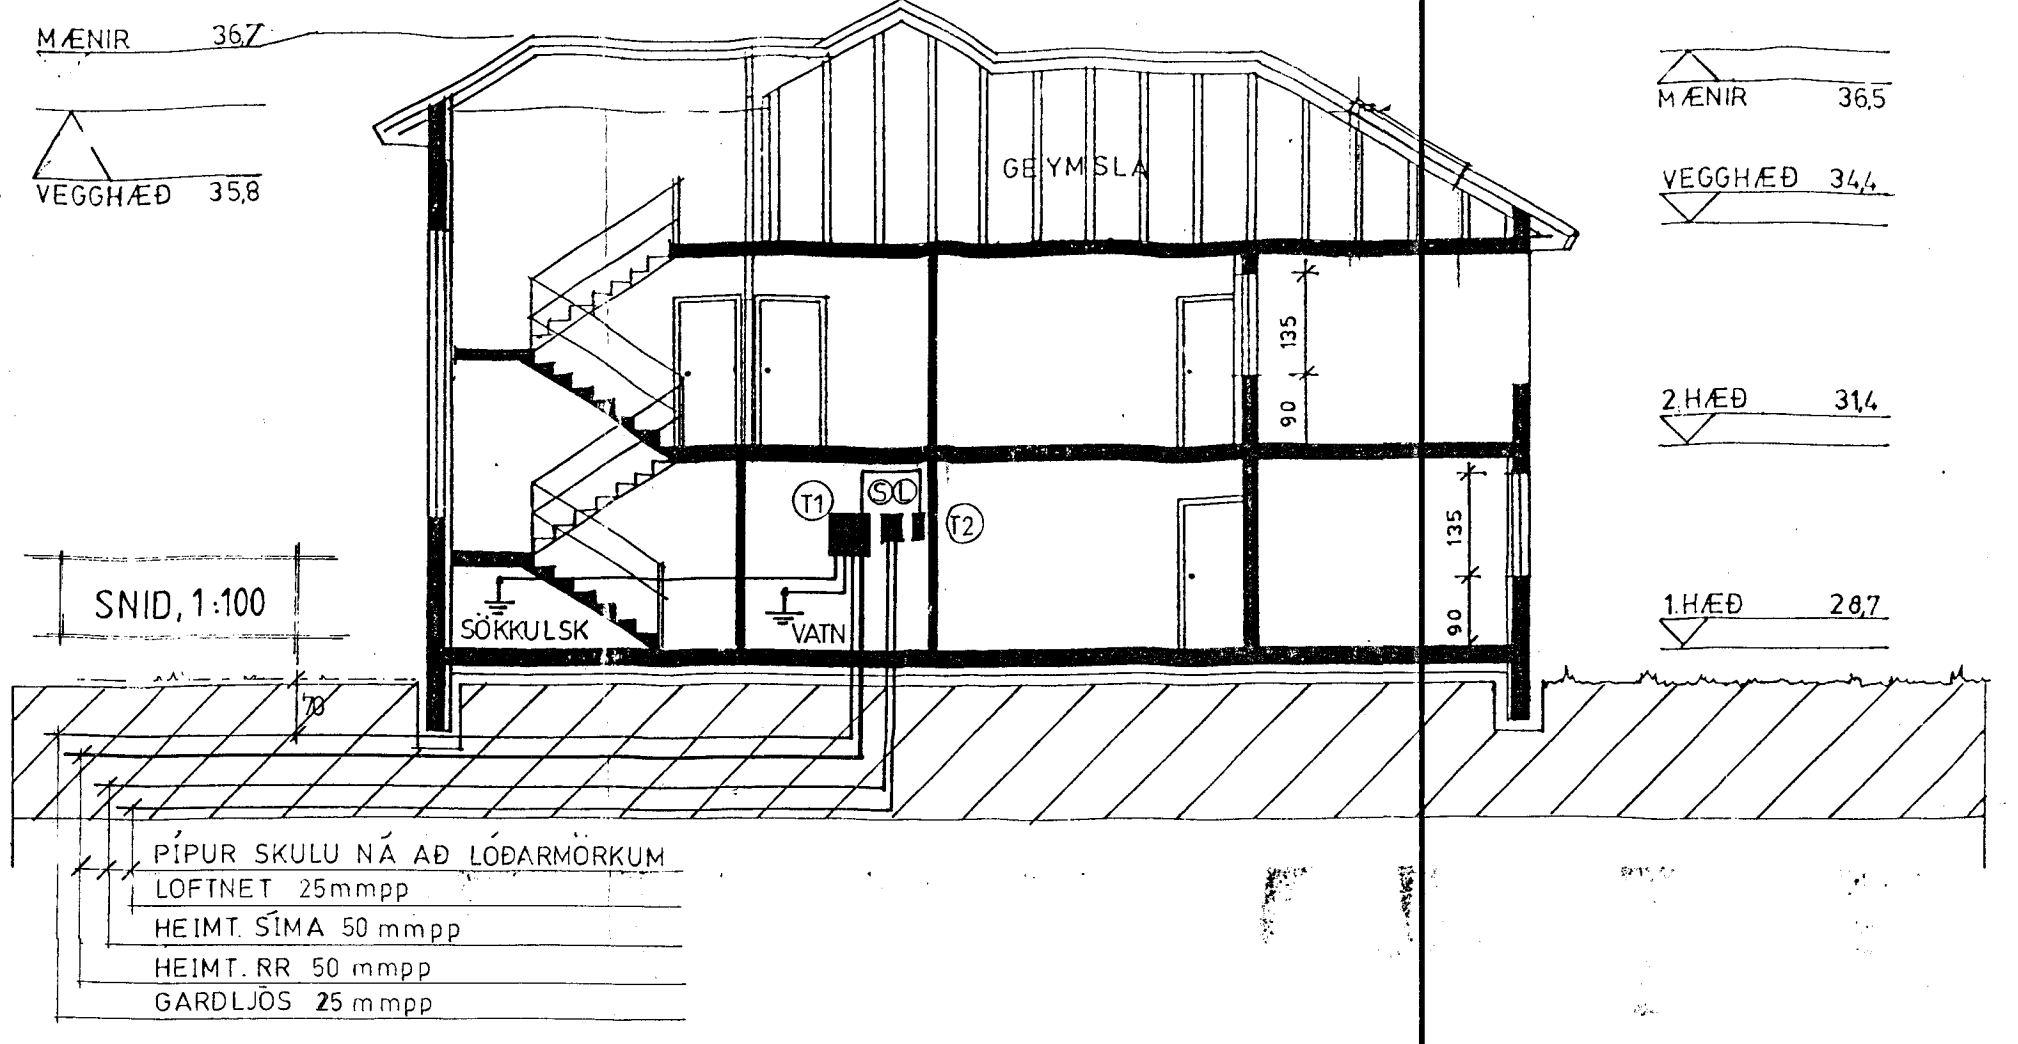 MÆNIR 36,7
VEGGHÆÐ 35,8
MÆNIR 36,5
VEGGHÆÐ 34,4
2.HÆÐ 31,4
1.HÆÐ 28,7
GEYMSLA
135
90
135
90
T1
S
L
T2
SÖKKULSK
VATN
SNID, 1:100
70
PÍPUR SKULU NÁ AÐ LÓÐARMÖRKUM
LOFTNET 25mmpp
HEIMT. SÍMA 50 mmpp
HEIMT. RR 50 mmpp
GARDLJÓS 25 mmpp